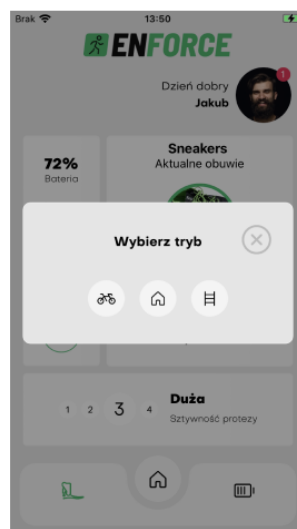 Brak 13:50
ENFORCE
Dzień dobry
Jakub
1
72%
Bateria
Sneakers
Aktualne obuwie
Wybierz tryb
1 2 3 4
Duża
Sztywność protezy